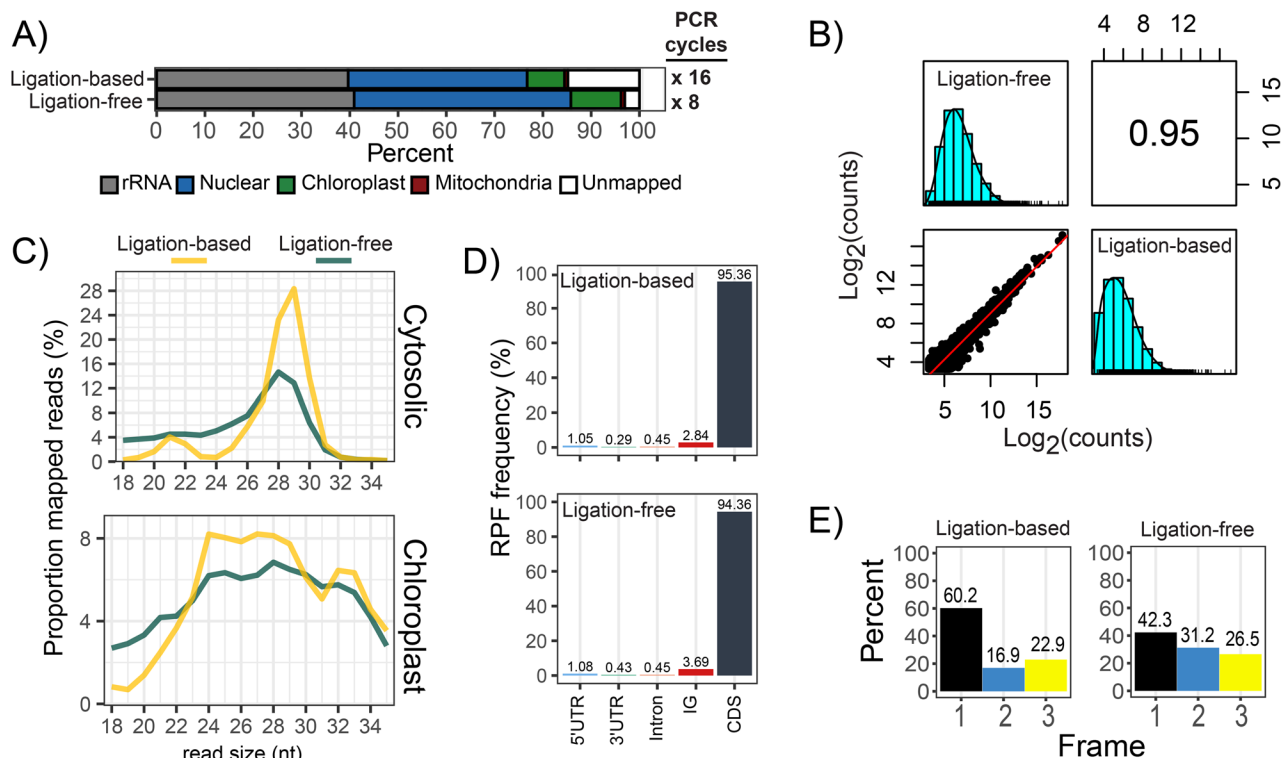 A)
PCR
cycles
Ligation-based
x 16
Ligation-free
x 8
0 10 20 30 40 50 60 70 80 90 100
Percent
rRNA Nuclear Chloroplast Mitochondria Unmapped
B)
4 8 12
Ligation-free
0.95
5 10 15
Log2(counts)
4 8 12
Ligation-based
5 10 15
Log2(counts)
C)
Ligation-based Ligation-free
Proportion mapped reads (%)
28
24
20
16
12
8
4
0
18 20 22 24 26 28 30 32 34
Cytosolic
8
4
0
18 20 22 24 26 28 30 32 34
Chloroplast
read size (nt)
D)
RPF frequency (%)
Ligation-based
100
80
60
40
20
0
1.05 0.29 0.45 2.84 95.36
Ligation-free
100
80
60
40
20
0
1.08 0.43 0.45 3.69 94.36
5'UTR 3'UTR Intron IG CDS
E)
Ligation-based Ligation-free
Percent
100
80
60
40
20
0
60.2 16.9 22.9
1 2 3
100
80
60
40
20
0
42.3 31.2 26.5
1 2 3
Frame